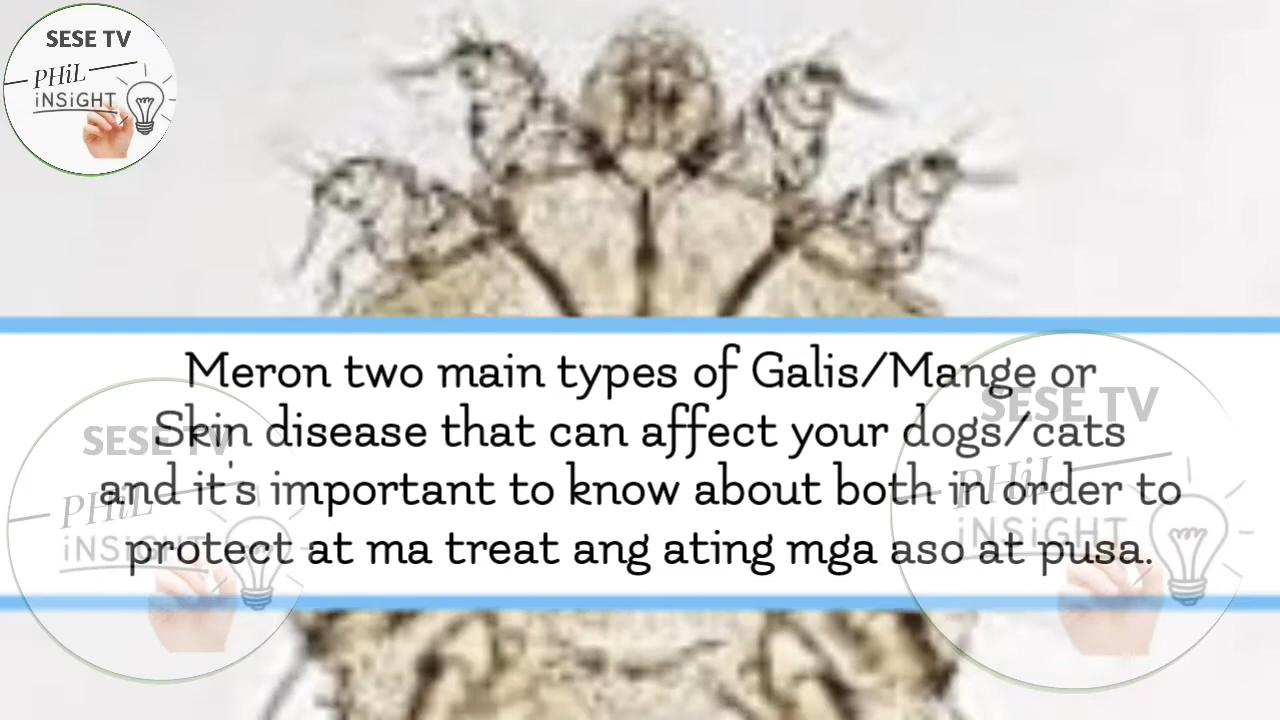 SESE TV
PHiL
iNSiGHT
Meron two main types of Galis/Mange or
Skin disease that can affect your dogs/cats
and it's important to know about both in order to
protect at ma treat ang ating mga aso at pusa.
SESE TV
PHiL
iNSiGHT
SESE TV
PHiL
iNSiGHT